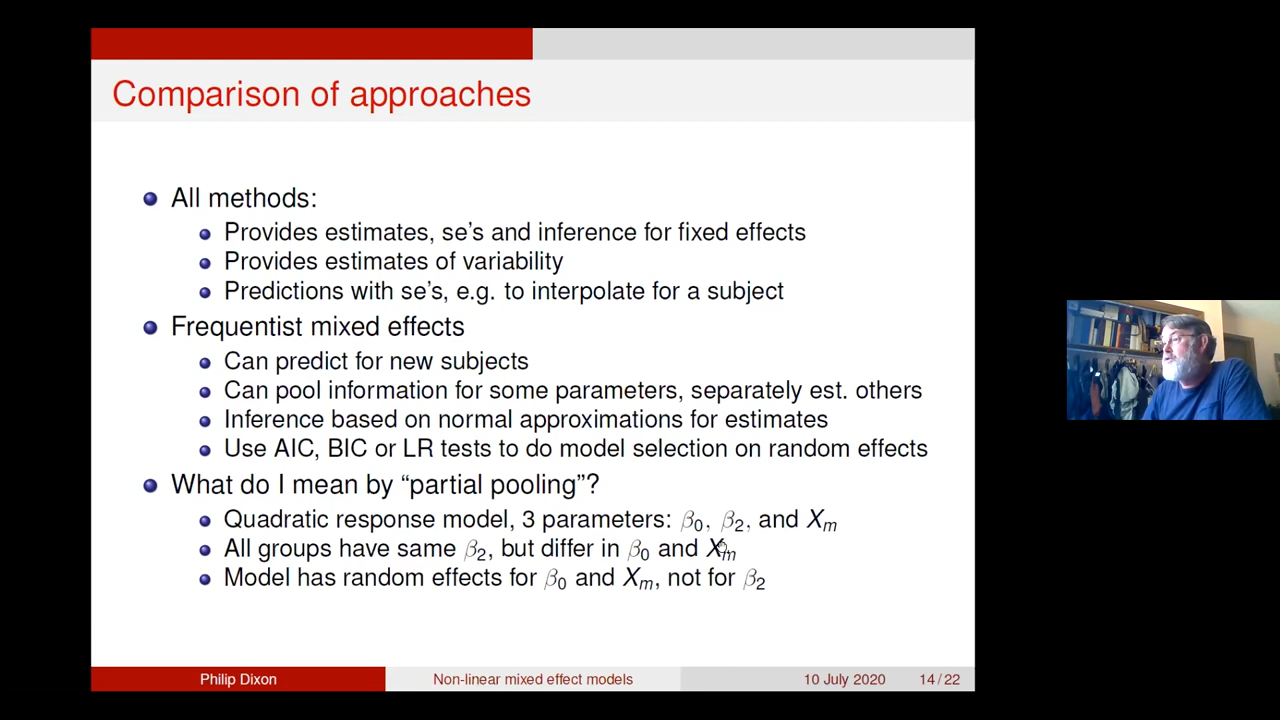 Comparison of approaches
All methods:
Provides estimates, se's and inference for fixed effects
Provides estimates of variability
Predictions with se's, e.g. to interpolate for a subject
Frequentist mixed effects
Can predict for new subjects
Can pool information for some parameters, separately est. others
Inference based on normal approximations for estimates
Use AIC, BIC or LR tests to do model selection on random effects
What do I mean by “partial pooling”?
Quadratic response model, 3 parameters: β₀, β₂, and Xₘ
All groups have same β₂, but differ in β₀ and Xₘ
Model has random effects for β₀ and Xₘ, not for β₂
Philip Dixon Non-linear mixed effect models 10 July 2020 14 / 22